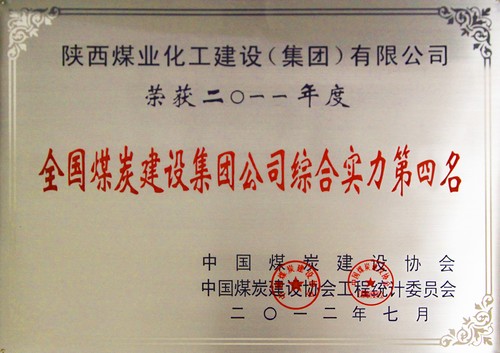 陕西煤业化工建设（集团）有限公司
荣获二〇一一年度
全国煤炭建设集团公司综合实力第四名
中国煤炭建设协会
中国煤炭建设协会工程统计委员会
二〇一二年七月